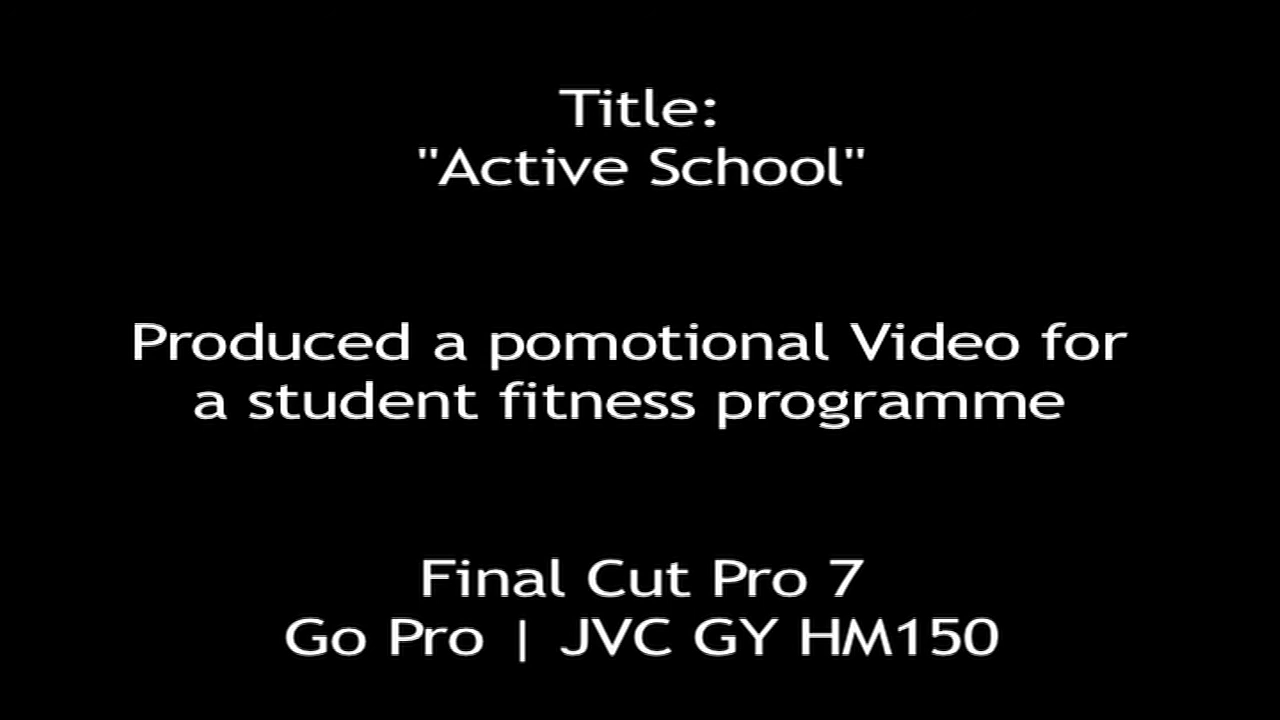 Title:
"Active School"
Produced a pomotional Video for
a student fitness programme
Final Cut Pro 7
Go Pro | JVC GY HM150